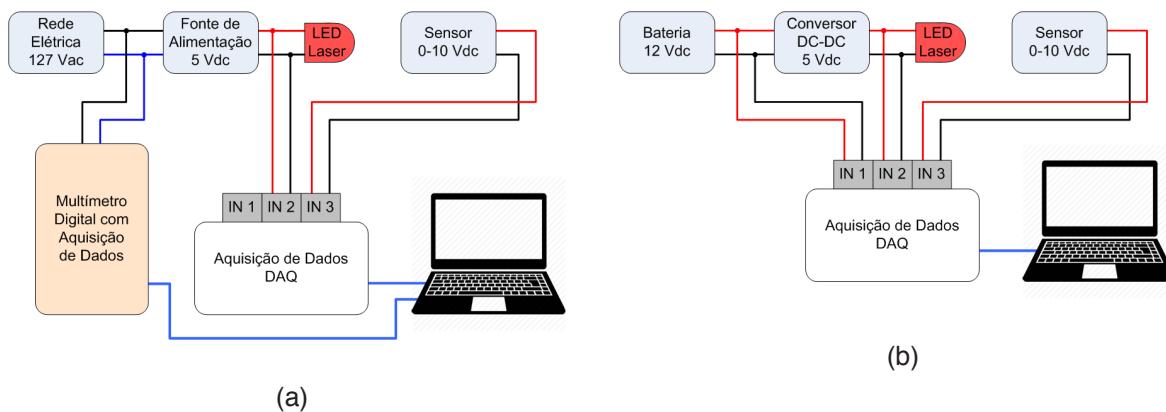 Rede
Elétrica
127 Vac
Fonte de
Alimentação
5 Vdc
LED
Laser
Sensor
0-10 Vdc
Multímetro
Digital com
Aquisição
de Dados
IN 1
IN 2
IN 3
Aquisição de Dados
DAQ
(a)
Bateria
12 Vdc
Conversor
DC-DC
5 Vdc
LED
Laser
Sensor
0-10 Vdc
IN 1
IN 2
IN 3
Aquisição de Dados
DAQ
(b)